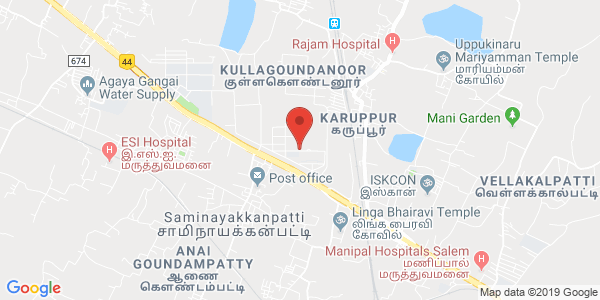 Rajam Hospital
Uppukinaru
Mariyamman Temple
மாரியம்மன்
கோயில்
44
674
KULLAGOUNDANOOR
குள்ளகௌண்டனூர்
Agaya Gangai
Water Supply
KARUPPUR
கருப்பூர்
Mani Garden
ESI Hospital
இ.எஸ்.ஐ.
மருத்துவமனை
Post office
ISKCON
இஸ்கான்
VELLAKALPATTI
வெள்ளக்கால்பட்டி
Saminayakkanpatti
சாமிநாயக்கன்பட்டி
Linga Bhairavi Temple
லிங்க பைரவி
கோவில்
ANAI
GOUNDAMPATTY
ஆணை
கௌண்டம்பட்டி
Manipal Hospitals Salem
மணிப்பால்
மருத்துவமனை
Google
Map data ©2019 Google